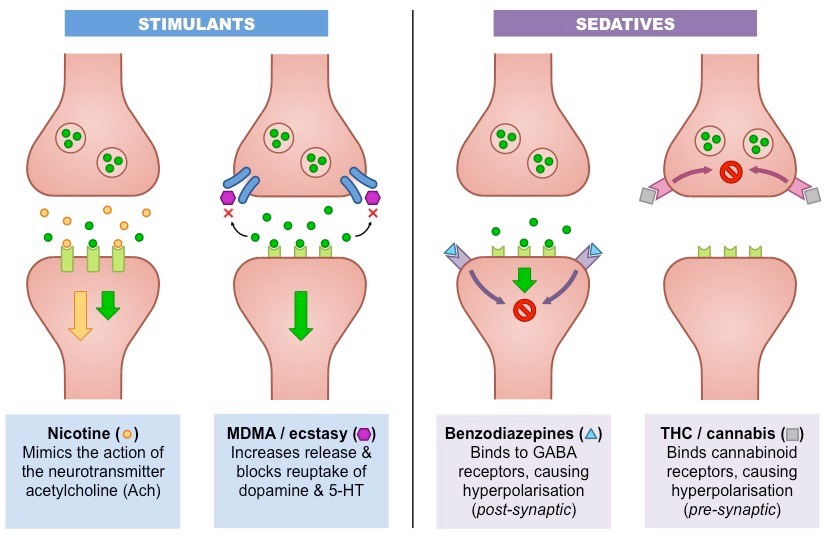 STIMULANTS
SEDATIVES
Nicotine ( )
Mimics the action of
the neurotransmitter
acetylcholine (Ach)
MDMA / ecstasy ( )
Increases release &
blocks reuptake of
dopamine & 5-HT
Benzodiazepines ( )
Binds to GABA
receptors, causing
hyperpolarisation
(post-synaptic)
THC / cannabis ( )
Binds cannabinoid
receptors, causing
hyperpolarisation
(pre-synaptic)